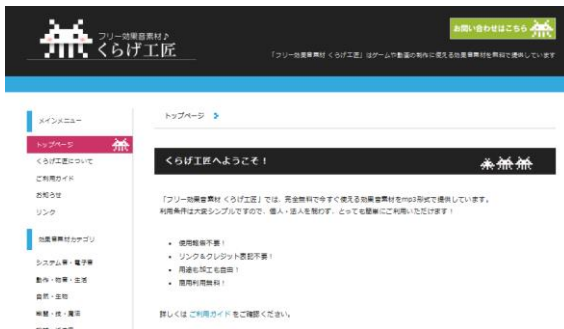 フリー効果音素材♪
くらげ工匠
お問い合わせはこちら
「フリー効果音素材 くらげ工匠」はゲームや動画の制作に使える効果音素材を無料で提供しています
メインメニュー
トップページ
くらげ工匠について
ご利用ガイド
お知らせ
リンク
効果音素材カテゴリ
システム音・電子音
動作・物音・生活
自然・生物
戦闘・技・魔法
トップページ
くらげ工匠へようこそ！
「フリー効果音素材 くらげ工匠」では、完全無料で今すぐ使える効果音素材をmp3形式で提供しています。
利用条件は大変シンプルですので、個人・法人を問わず、とっても簡単にご利用いただけます！
使用報告不要！
リンク&クレジット表記不要！
用途も加工も自由！
商用利用無料！
詳しくは ご利用ガイド をご確認ください。